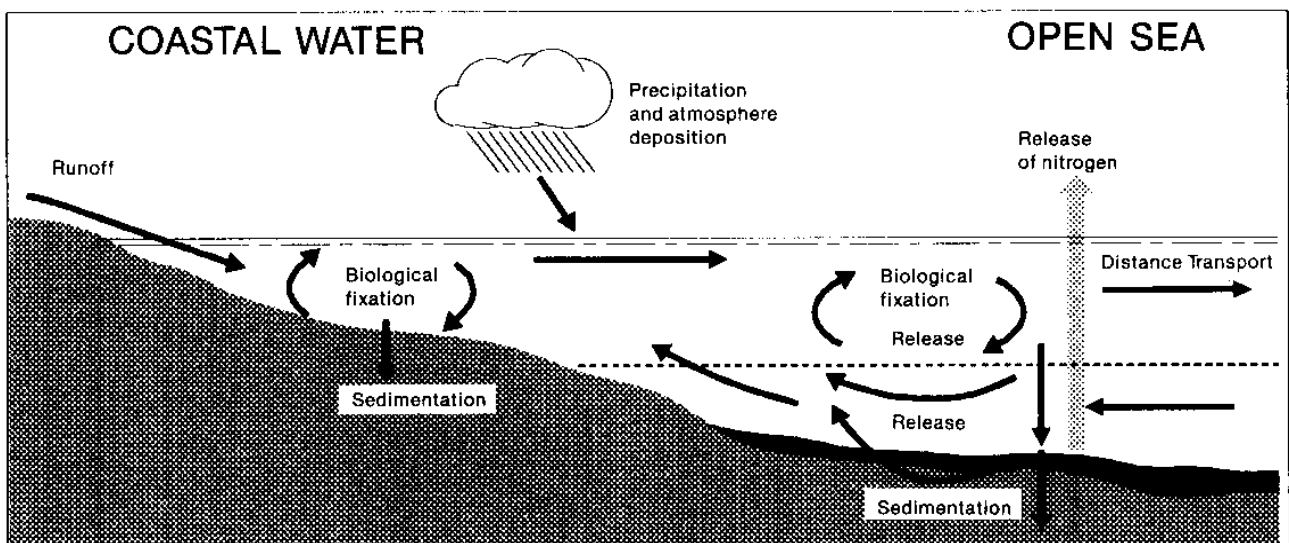 COASTAL WATER
OPEN SEA
Precipitation
and atmosphere
deposition
Release
of nitrogen
Runoff
Biological
fixation
Biological
fixation
Distance Transport
Release
Sedimentation
Release
Sedimentation